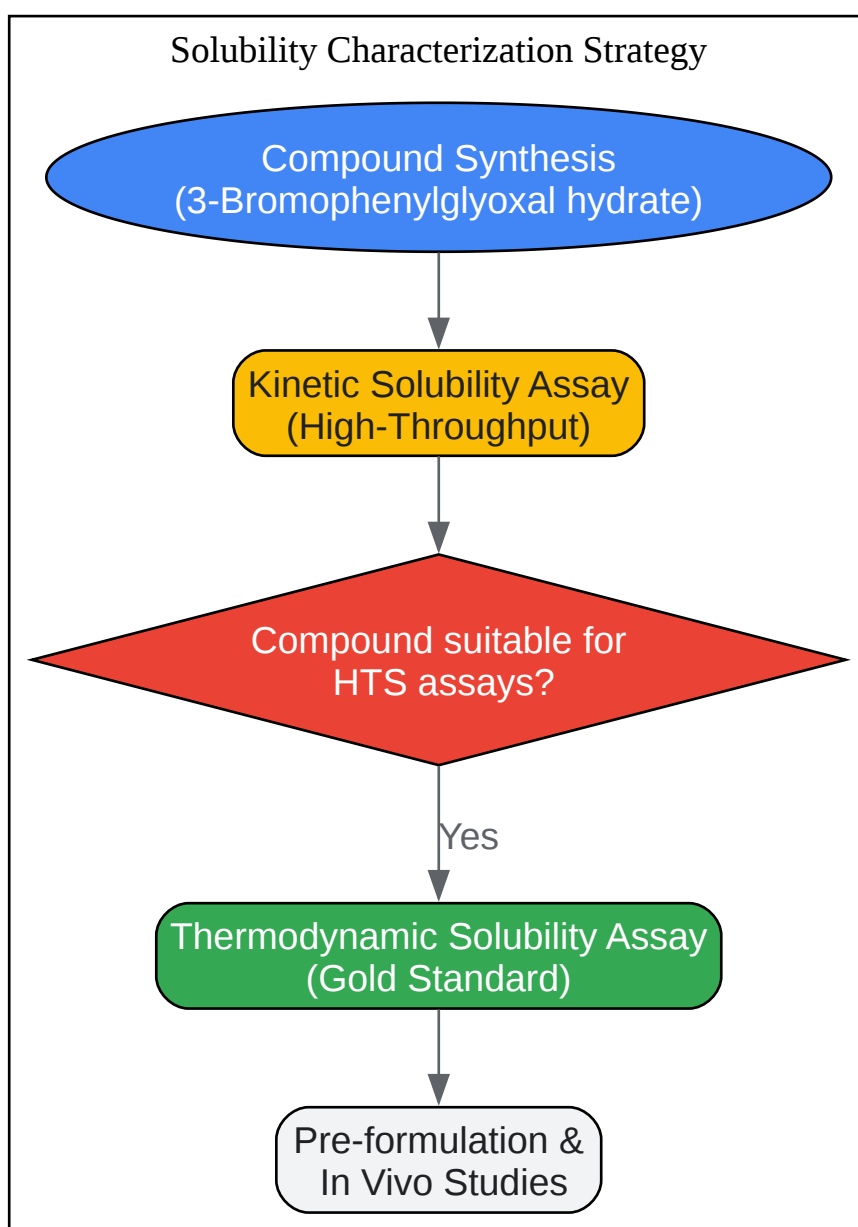 Solubility Characterization Strategy
Compound Synthesis
(3-Bromophenylglyoxal hydrate)
Kinetic Solubility Assay
(High-Throughput)
Compound suitable for
HTS assays?
Yes
Thermodynamic Solubility Assay
(Gold Standard)
Pre-formulation &
In Vivo Studies